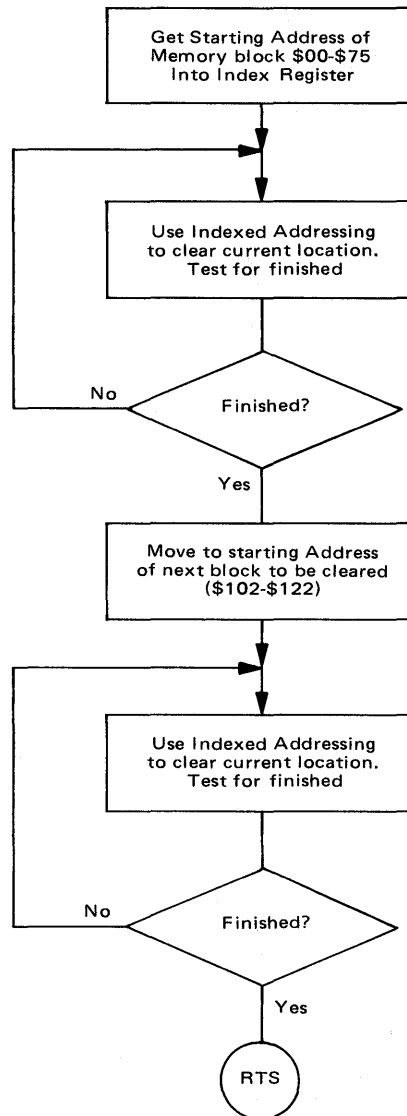 Get Starting Address of
Memory block $00-$75
Into Index Register
Use Indexed Addressing
to clear current location.
Test for finished
No
Finished?
Yes
Move to starting Address
of next block to be cleared
($102-$122)
Use Indexed Addressing
to clear current location.
Test for finished
No
Finished?
Yes
RTS